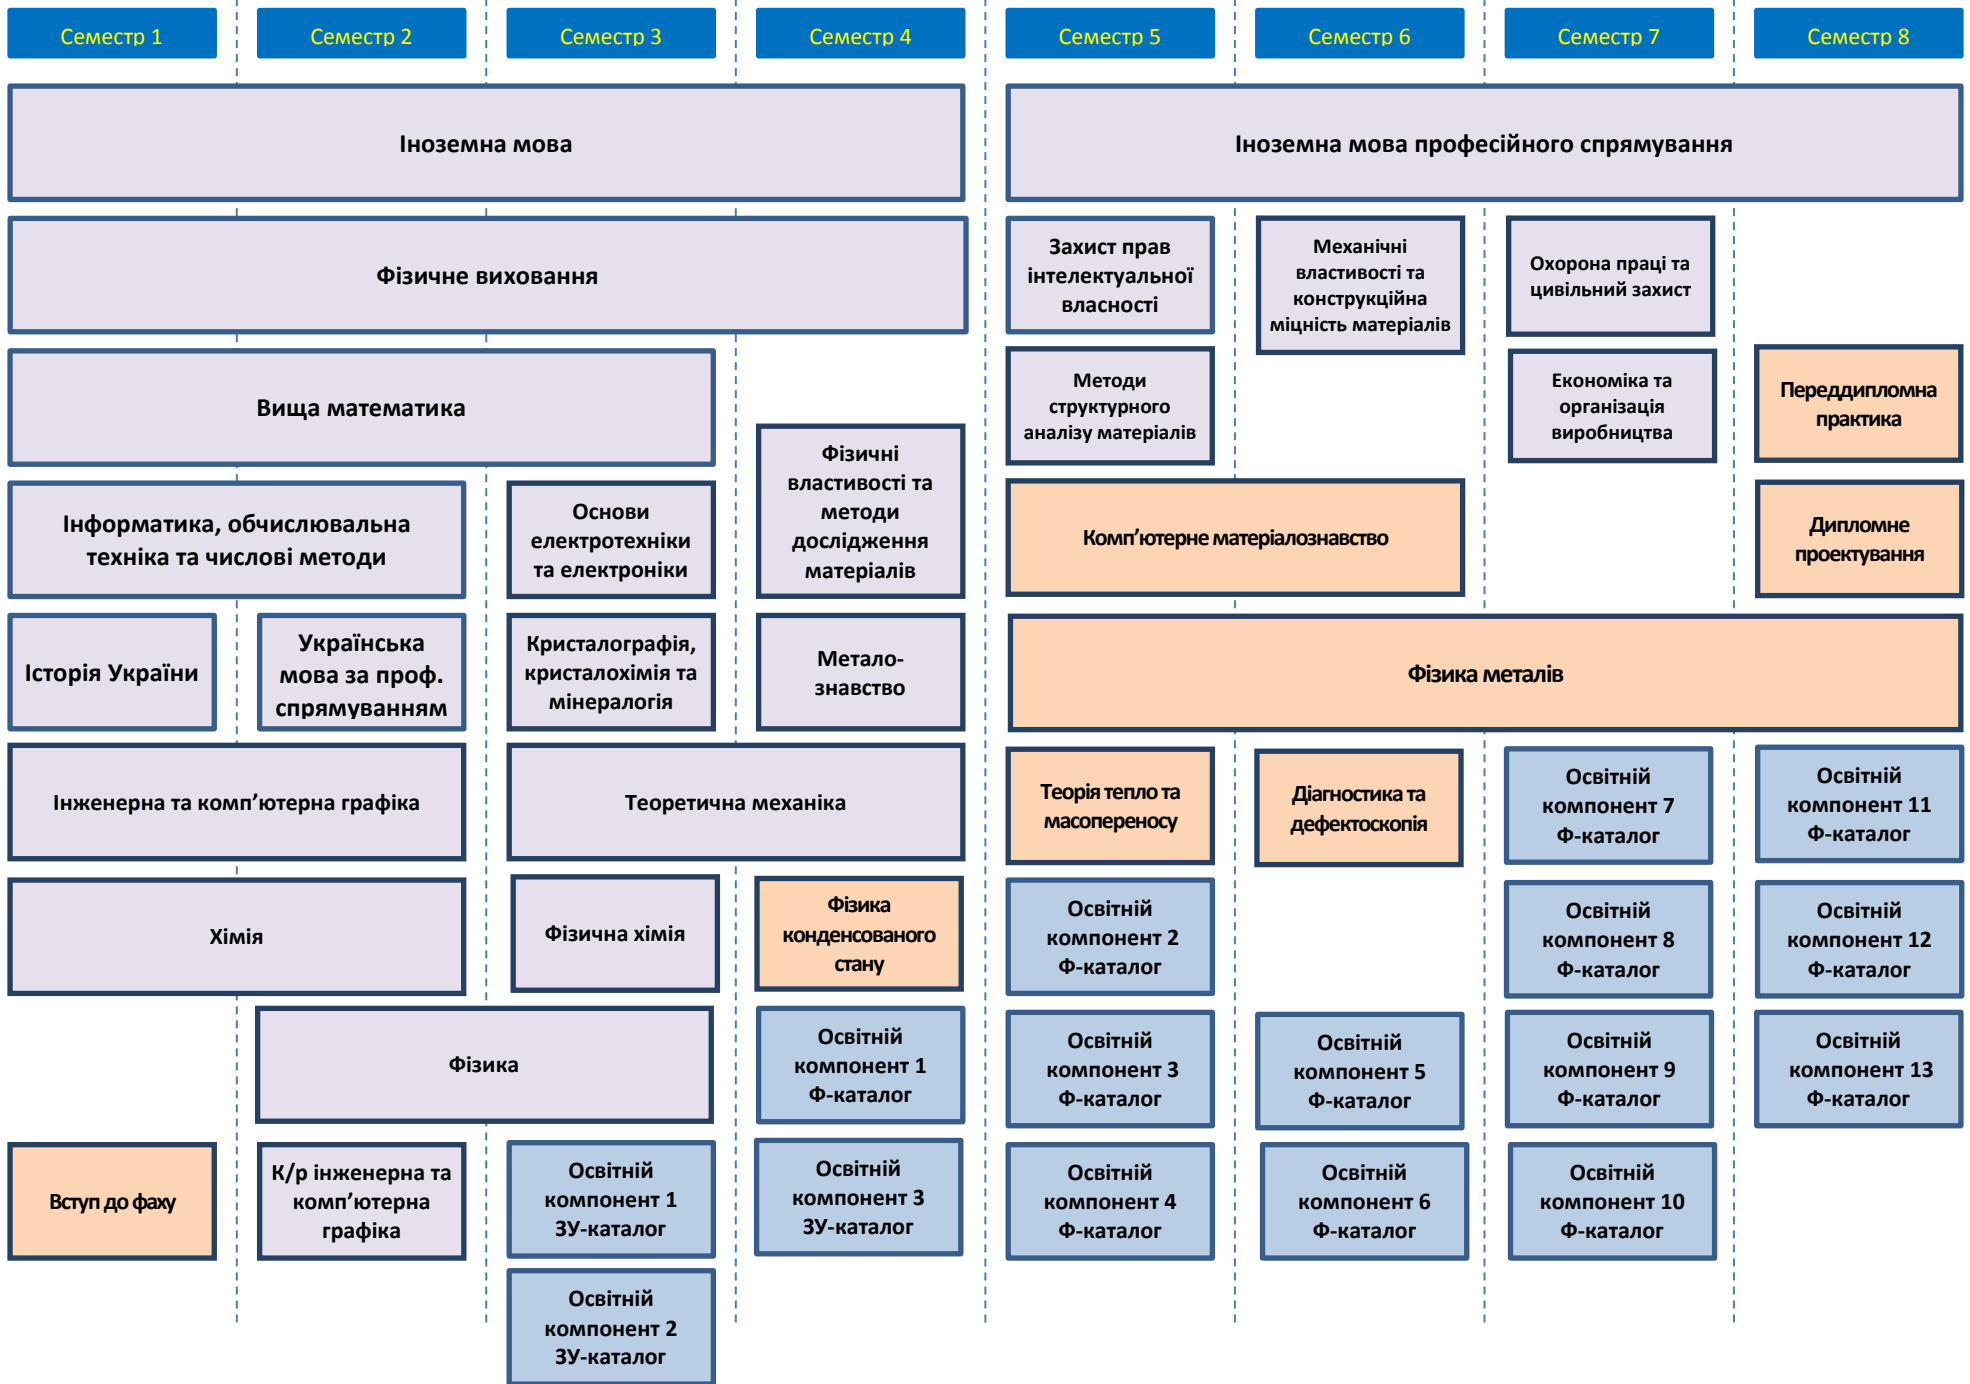 Семестр 1
Семестр 2
Семестр 3
Семестр 4
Семестр 5
Семестр 6
Семестр 7
Семестр 8
Іноземна мова
Іноземна мова професійного спрямування
Фізичне виховання
Захист прав
інтелектуальної
власності
Механічні
властивості та
конструкційна
міцність матеріалів
Охорона праці та
цивільний захист
Вища математика
Методи
структурного
аналізу матеріалів
Економіка та
організація
виробництва
Переддипломна
практика
Фізичні
властивості та
методи
дослідження
матеріалів
Інформатика, обчислювальна
техніка та числові методи
Основи
електротехніки
та електроніки
Комп’ютерне матеріалознавство
Дипломне
проектування
Історія України
Українська
мова за проф.
спрямуванням
Кристалографія,
кристалохімія та
мінералогія
Метало-
знавство
Фізика металів
Інженерна та комп’ютерна графіка
Теоретична механіка
Теорія тепло та
масопереносу
Діагностика та
дефектоскопія
Освітній
компонент 7
Ф-каталог
Освітній
компонент 11
Ф-каталог
Хімія
Фізична хімія
Фізика
конденсованого
стану
Освітній
компонент 2
Ф-каталог
Освітній
компонент 8
Ф-каталог
Освітній
компонент 12
Ф-каталог
Фізика
Освітній
компонент 1
Ф-каталог
Освітній
компонент 3
Ф-каталог
Освітній
компонент 5
Ф-каталог
Освітній
компонент 9
Ф-каталог
Освітній
компонент 13
Ф-каталог
Вступ до фаху
К/р інженерна та
комп’ютерна
графіка
Освітній
компонент 1
ЗУ-каталог
Освітній
компонент 3
ЗУ-каталог
Освітній
компонент 4
Ф-каталог
Освітній
компонент 6
Ф-каталог
Освітній
компонент 10
Ф-каталог
Освітній
компонент 2
ЗУ-каталог